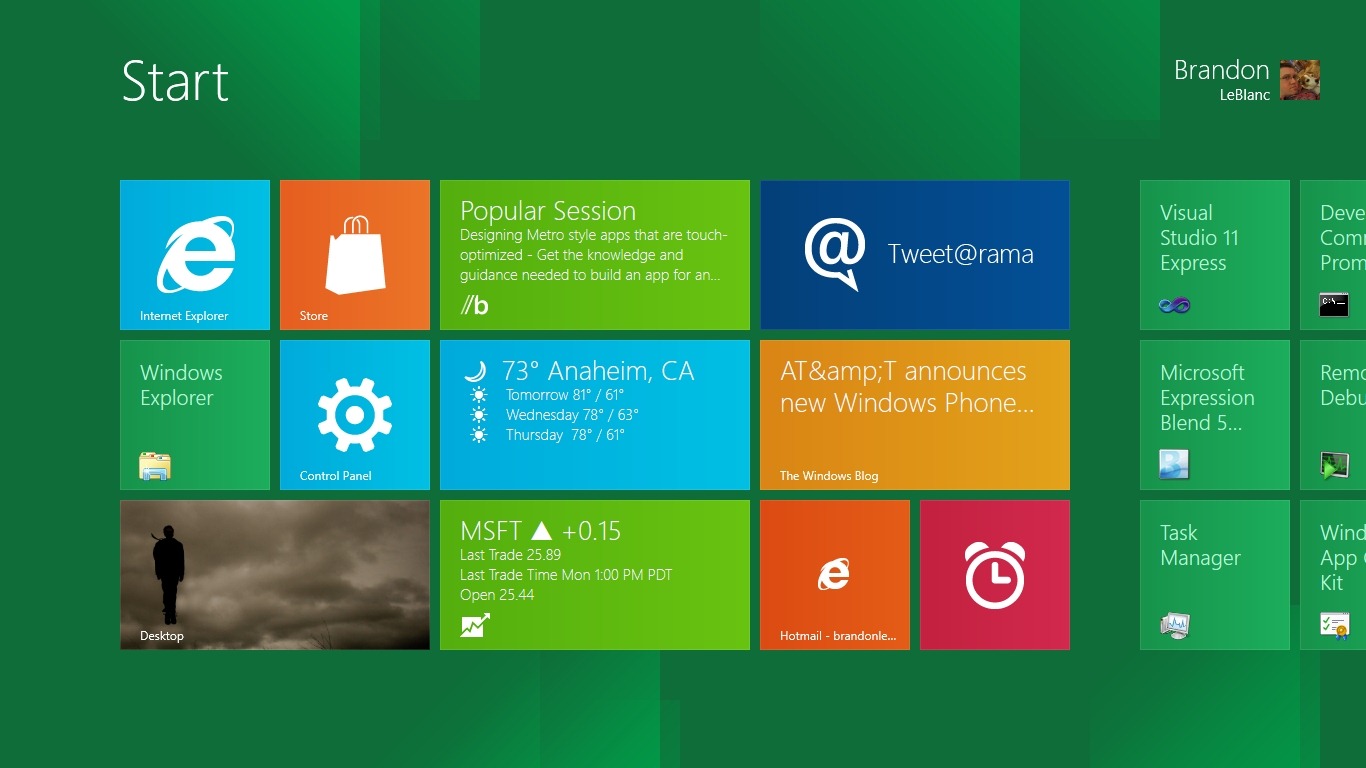 Start
Brandon
LeBlanc
Internet Explorer
Store
Popular Session
Designing Metro style apps that are touch-
optimized - Get the knowledge and
guidance needed to build an app for an...
//b
@
Tweet@rama
Visual
Studio 11
Express
Deve
Com
Prom
C:\_
Windows
Explorer
Control Panel
73° Anaheim, CA
Tomorrow 81° / 61°
Wednesday 78° / 63°
Thursday 78° / 61°
AT&amp;T announces
new Windows Phone...
The Windows Blog
Microsoft
Expression
Blend 5...
Remo
Debu
Desktop
MSFT ▲ +0.15
Last Trade 25.89
Last Trade Time Mon 1:00 PM PDT
Open 25.44
Hotmail - brandonle...
Task
Manager
Wind
App C
Kit